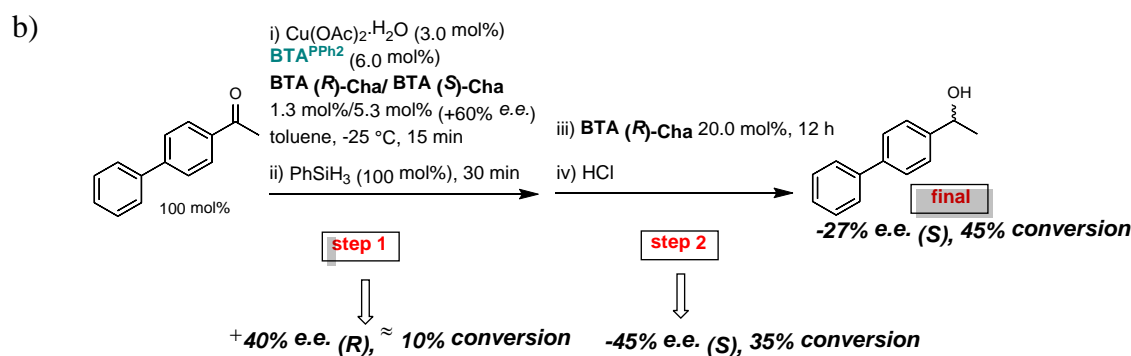 b)
i) Cu(OAc)₂·H₂O (3.0 mol%)
BTA^PPh2 (6.0 mol%)
BTA (R)-Cha/ BTA (S)-Cha
1.3 mol%/5.3 mol% (+60% e.e.)
toluene, -25 °C, 15 min
ii) PhSiH₃ (100 mol%), 30 min
iii) BTA (R)-Cha 20.0 mol%, 12 h
iv) HCl
O
100 mol%
OH
final
-27% e.e. (S), 45% conversion
step 1
step 2
+40% e.e. (R), ≈ 10% conversion
-45% e.e. (S), 35% conversion